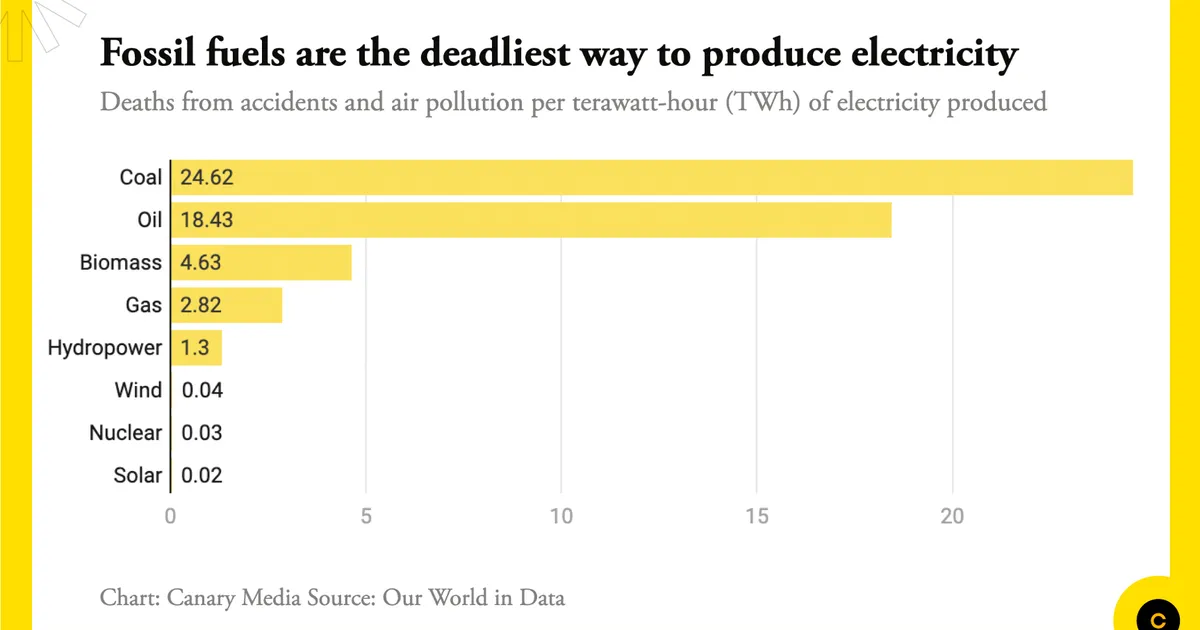 Fossil fuels are the deadliest way to produce electricity
Deaths from accidents and air pollution per terawatt-hour (TWh) of electricity produced
Coal 24.62
Oil 18.43
Biomass 4.63
Gas 2.82
Hydropower 1.3
Wind 0.04
Nuclear 0.03
Solar 0.02
0 5 10 15 20
Chart: Canary Media Source: Our World in Data
C